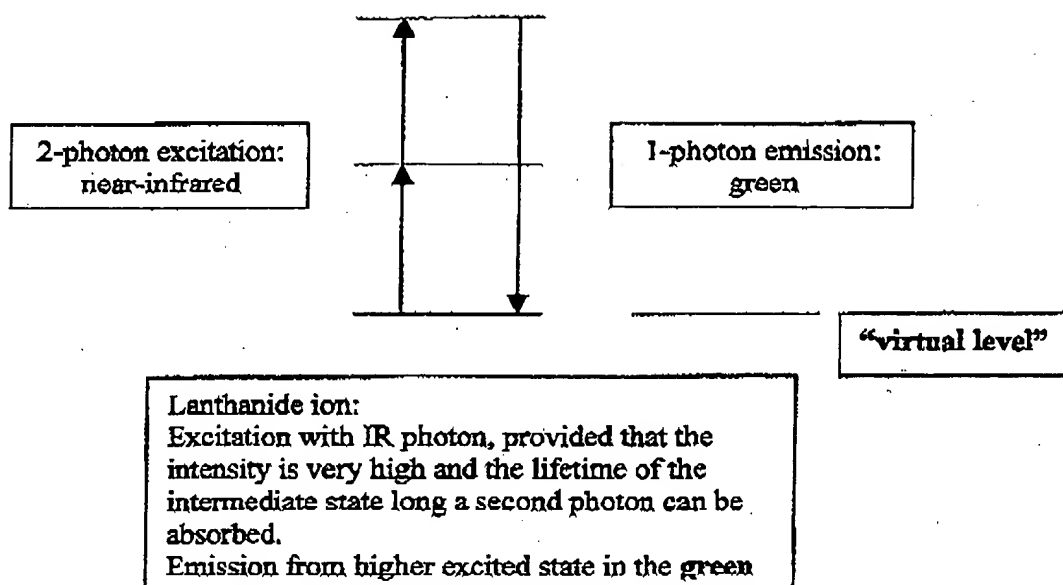 2-photon excitation:
near-infrared
1-photon emission:
green
"virtual level"
Lanthanide ion:
Excitation with IR photon, provided that the
intensity is very high and the lifetime of the
intermediate state long a second photon can be
absorbed.
Emission from higher excited state in the green